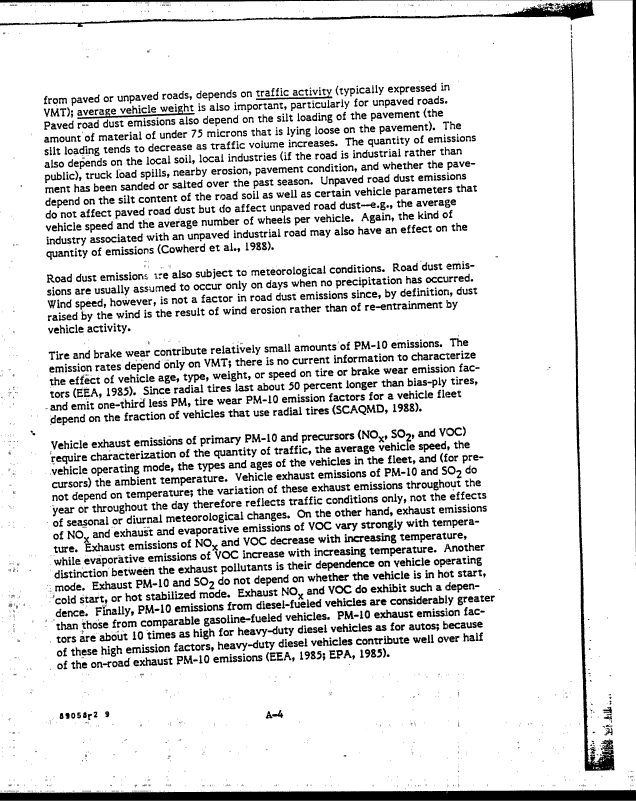 from paved or unpaved roads, depends on traffic activity (typically expressed in
VMT); average vehicle weight is also important, particularly for unpaved roads.
Paved road dust emissions also depend on the silt loading of the pavement (the
amount of material of under 75 microns that is lying loose on the pavement). The
silt loading tends to decrease as traffic volume increases. The quantity of emissions
also depends on the local soil, local industries (if the road is industrial rather than
public), truck load spills, nearby erosion, pavement condition, and whether the pave-
ment has been sanded or salted over the past season. Unpaved road dust emissions
depend on the silt content of the road soil as well as certain vehicle parameters that
do not affect paved road dust but do affect unpaved road dust—e.g., the average
vehicle speed and the average number of wheels per vehicle. Again, the kind of
industry associated with an unpaved industrial road may also have an effect on the
quantity of emissions (Cowherd et al., 1988).
Road dust emissions are also subject to meteorological conditions. Road dust emis-
sions are usually assumed to occur only on days when no precipitation has occurred.
Wind speed, however, is not a factor in road dust emissions since, by definition, dust
raised by the wind is the result of wind erosion rather than of re-entrainment by
vehicle activity.
Tire and brake wear contribute relatively small amounts of PM-10 emissions. The
emission rates depend only on VMT; there is no current information to characterize
the effect of vehicle age, type, weight, or speed on tire or brake wear emission fac-
tors (EEA, 1985). Since radial tires last about 50 percent longer than bias-ply tires,
and emit one-third less PM, tire wear PM-10 emission factors for a vehicle fleet
depend on the fraction of vehicles that use radial tires (SCAQMD, 1988).
Vehicle exhaust emissions of primary PM-10 and precursors (NOx, SO2, and VOC)
require characterization of the quantity of traffic, the average vehicle speed, the
vehicle operating mode, the types and ages of the vehicles in the fleet, and (for pre-
cursors) the ambient temperature. Vehicle exhaust emissions of PM-10 and SO2 do
not depend on temperature; the variation of these exhaust emissions throughout the
year or throughout the day therefore reflects traffic conditions only, not the effects
of seasonal or diurnal meteorological changes. On the other hand, exhaust emissions
of NOx and exhaust and evaporative emissions of VOC vary strongly with tempera-
ture. Exhaust emissions of NOx and VOC decrease with increasing temperature,
while evaporative emissions of VOC increase with increasing temperature. Another
distinction between the exhaust pollutants is their dependence on vehicle operating
mode. Exhaust PM-10 and SO2 do not depend on whether the vehicle is in hot start,
cold start, or hot stabilized mode. Exhaust NOx and VOC do exhibit such a depen-
dence. Finally, PM-10 emissions from diesel-fueled vehicles are considerably greater
than those from comparable gasoline-fueled vehicles. PM-10 exhaust emission fac-
tors are about 10 times as high for heavy-duty diesel vehicles as for autos; because
of these high emission factors, heavy-duty diesel vehicles contribute well over half
of the on-road exhaust PM-10 emissions (EEA, 1985; EPA, 1985).
89058r2 9
A-4